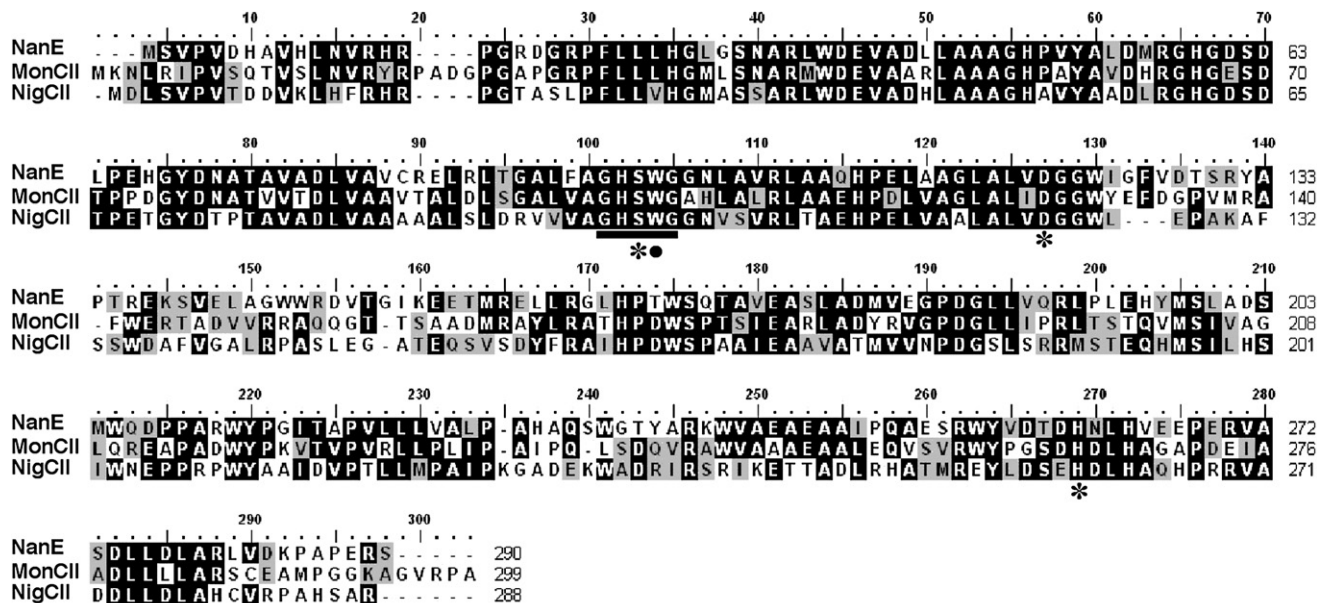 10 20 30 40 50 60 70
NanE - - - MSVPVDHAVHLNVRHR - - - - PGRDGRPFLLLHGLGSNARLWDEVADLLAAAGHPVYALDMRGHGDSD 63
MonCII MKNLRIPVSQTVSLNVRYRPADGPGAPGRPFLLLHGMLSNARMWDEVAARLAAAGHPAYAVDHRGHGESD 70
NigCII - MDLSVPVTDDVKLHFRHR - - - - PGTASLPFLLVHGMASSARLWDEVADHLAAAGHAVYAADLRGHGDSD 65
80 90 100 110 120 130 140
NanE LPEHGYDNATAVADLVAVCRELRLTGALFAGHSWGGNLAVRLAAQHPELAAGLALVDGGWIGFVDTSRYA 133
MonCII TPPDGYDNATVVTDLVAAVTALDLSGALVAGHSWGAHLALRLAAEHPDLVAGLALIDGGWYEFDGPVMRA 140
NigCII TPETGYDTPTAVADLVAAAAALSLDRVVVAGHSWGGNVSVRLTAEHPELVAALALVDGGWL - - - EPAKAF 132
* ● *
150 160 170 180 190 200 210
NanE PTREKSVELAGWWRDVTGIKEETMRELLRGLHPTWSQTAVEASLADMVEGPDGLLVQRLPLEHYMSLADS 203
MonCII - FWERTADVVRRAQQGT - TSAADMRAYLRATHPDWSPTSIEARLADYRVGPDGLLIPRLTSTQVMSIVAG 208
NigCII SSWDAFVGALRPASLEG - ATEQSVSDYFRAIHPDWSPAAIEAAVATMVVNPDGSLSRRMSTEQHMSILHS 201
220 230 240 250 260 270 280
NanE MWQDPPARWYPGITAPVLLLVALP - AHAQSWGTYARKWVAEAEAAIPQAESRWYVDTDHNLHVEEPERVA 272
MonCII LQREAPADWYPKVTVPVRLLPLIP - AIPQ - LSDQVRAWVAAAEAALEQVSVRWYPGSDHDLHAGAPDEIA 276
NigCII IWNEPPRPWYAAIDVPTLLMPAIPKGADEKWADRIRSRIKETTADLRHATMREYLDSEHDLHAQHPRRVA 271
*
290 300
NanE SDLLDLARLVDKPAPERS - - - - - 290
MonCII ADLLLLARSCEAMPGGKAGVRPA 299
NigCII DDLLDLAHCVRPAHSAR - - - - - - 288